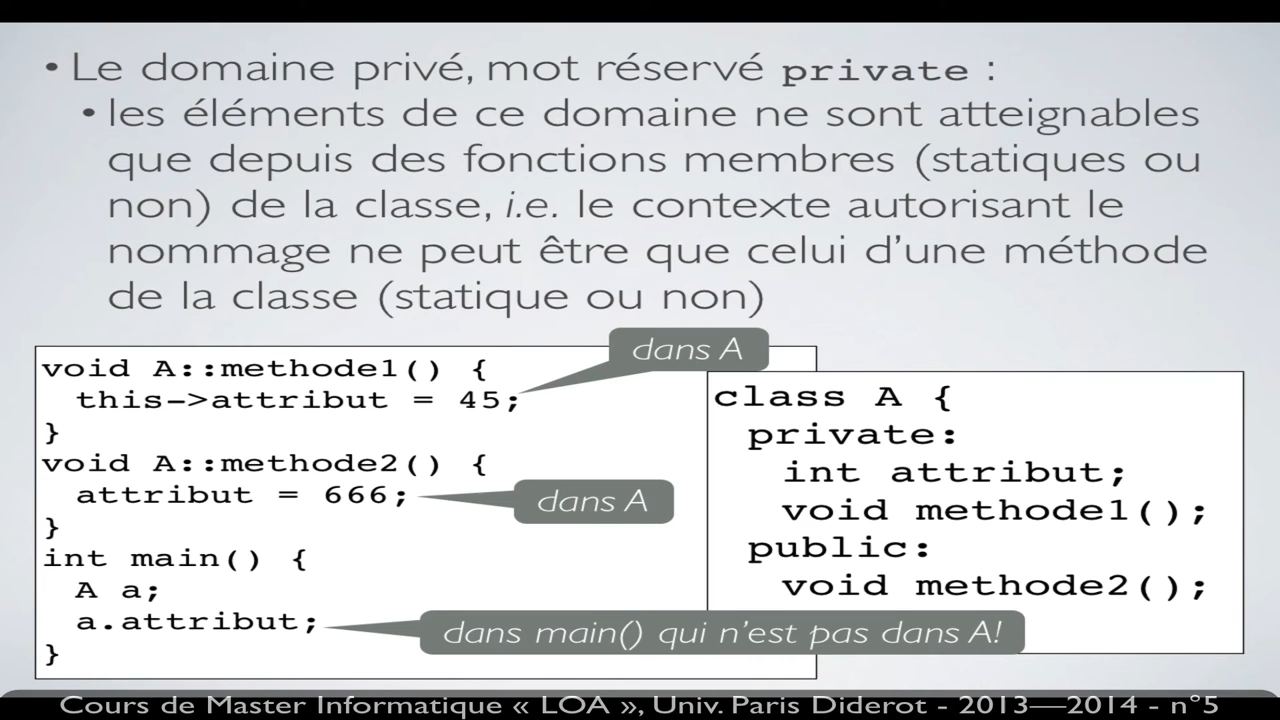 • Le domaine privé, mot réservé private :
• les éléments de ce domaine ne sont atteignables
que depuis des fonctions membres (statiques ou
non) de la classe, i.e. le contexte autorisant le
nommage ne peut être que celui d’une méthode
de la classe (statique ou non)
void A::methode1() {
this->attribut = 45;
}
void A::methode2() {
attribut = 666;
}
int main() {
A a;
a.attribut;
}
dans A
dans A
dans main() qui n’est pas dans A!
class A {
private:
int attribut;
void methode1();
public:
void methode2();
Cours de Master Informatique « LOA », Univ. Paris Diderot - 2013—2014 - n°5